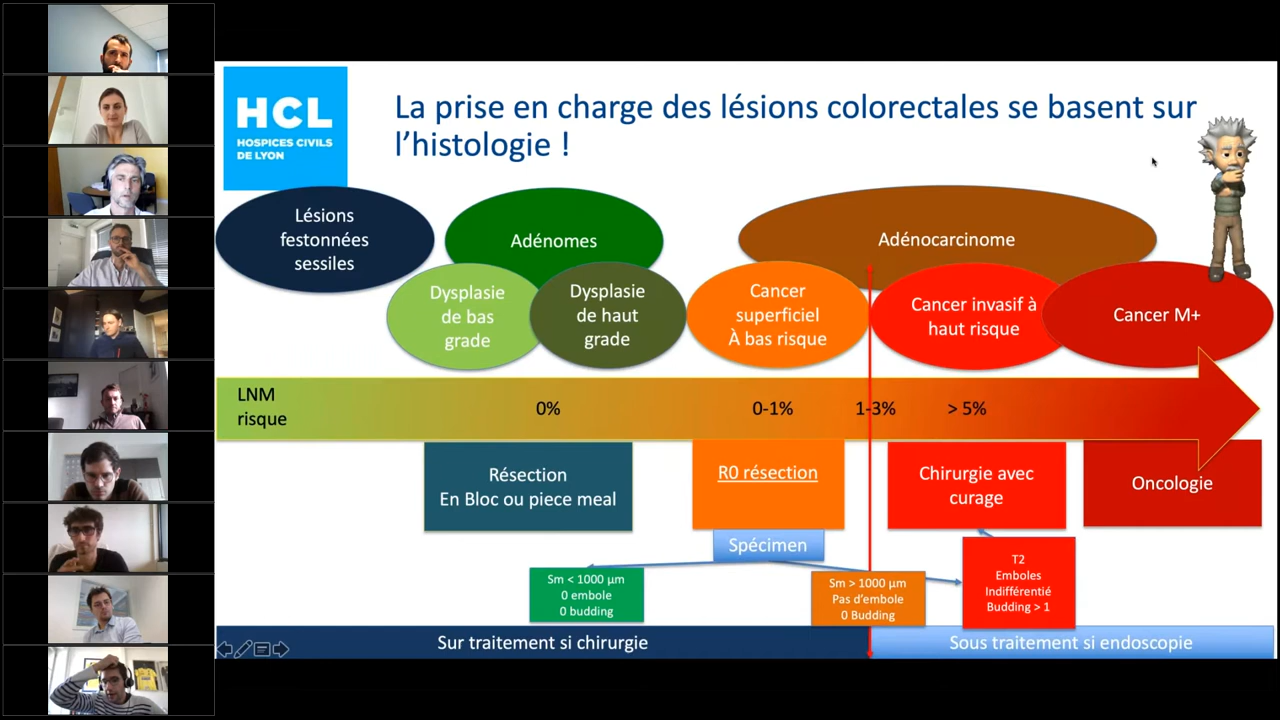 HCL
HOSPICES CIVILS
DE LYON
La prise en charge des lésions colorectales se basent sur
l'histologie !
Lésions
festonnées
sessiles
Adénomes
Adénocarcinome
Dysplasie
de bas
grade
Dysplasie
de haut
grade
Cancer
superficiel
À bas risque
Cancer invasif à
haut risque
Cancer M+
LNM
risque
0%
0-1%
1-3%
> 5%
Résection
En Bloc ou piece meal
R0 résection
Chirurgie avec
curage
Oncologie
Spécimen
Sm < 1000 µm
0 embole
0 budding
Sm > 1000 µm
Pas d'embole
0 Budding
T2
Emboles
Indifférentié
Budding > 1
Sur traitement si chirurgie
Sous traitement si endoscopie